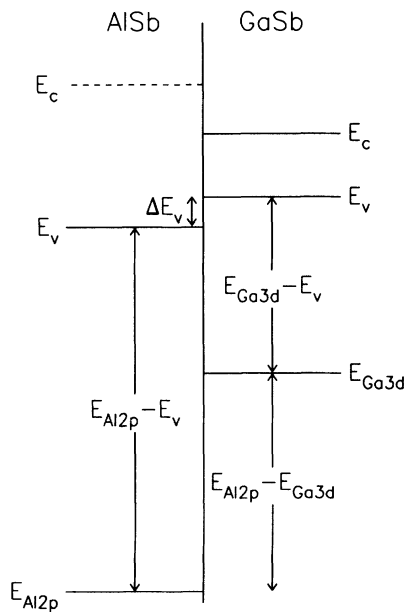 AlSb GaSb
E_c
E_c
ΔE_v
E_v
E_v
E_Ga3d–E_v
E_Ga3d
E_Al2p–E_v
E_Al2p–E_Ga3d
E_Al2p